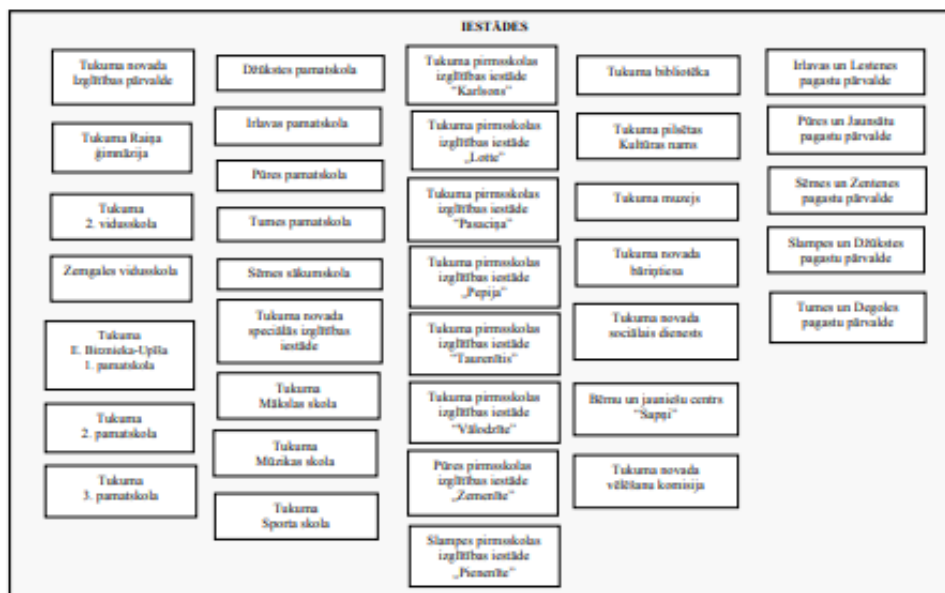 IESTĀDES
Tukuma novada
Izglītības pārvalde
Tukuma Raiņa
ģimnāzija
Tukuma
2. vidusskola
Zemgales vidusskola
Tukuma
E. Birznieka-Upīša
1. pamatskola
Tukuma
2. pamatskola
Tukuma
3. pamatskola
Džūkstes pamatskola
Irlavas pamatskola
Pūres pamatskola
Tumes pamatskola
Sēmes sākumskola
Tukuma novada
speciālās izglītības
iestāde
Tukuma
Mākslas skola
Tukuma
Mūzikas skola
Tukuma
Sporta skola
Tukuma pirmsskolas
izglītības iestāde
"Karlsons"
Tukuma pirmsskolas
izglītības iestāde
„Lotte"
Tukuma pirmsskolas
izglītības iestāde
"Pasaciņa"
Tukuma pirmsskolas
izglītības iestāde
„Pepija"
Tukuma pirmsskolas
izglītības iestāde
"Taurenītis"
Tukuma pirmsskolas
izglītības iestāde
"Vālodzīte"
Pūres pirmsskolas
izglītības iestāde
„Zemenīte"
Slampes pirmsskolas
izglītības iestāde
„Pienenīte"
Tukuma bibliotēka
Tukuma pilsētas
Kultūras nams
Tukuma muzejs
Tukuma novada
bāriņtiesa
Tukuma novada
sociālais dienests
Bērnu un jauniešu centrs
"Sapņi"
Tukuma novada
vēlēšanu komisija
Irlavas un Lestenes
pagastu pārvalde
Pūres un Jaunsātu
pagastu pārvalde
Sēmes un Zentenes
pagastu pārvalde
Slampes un Džūkstes
pagastu pārvalde
Tumes un Degoles
pagastu pārvalde